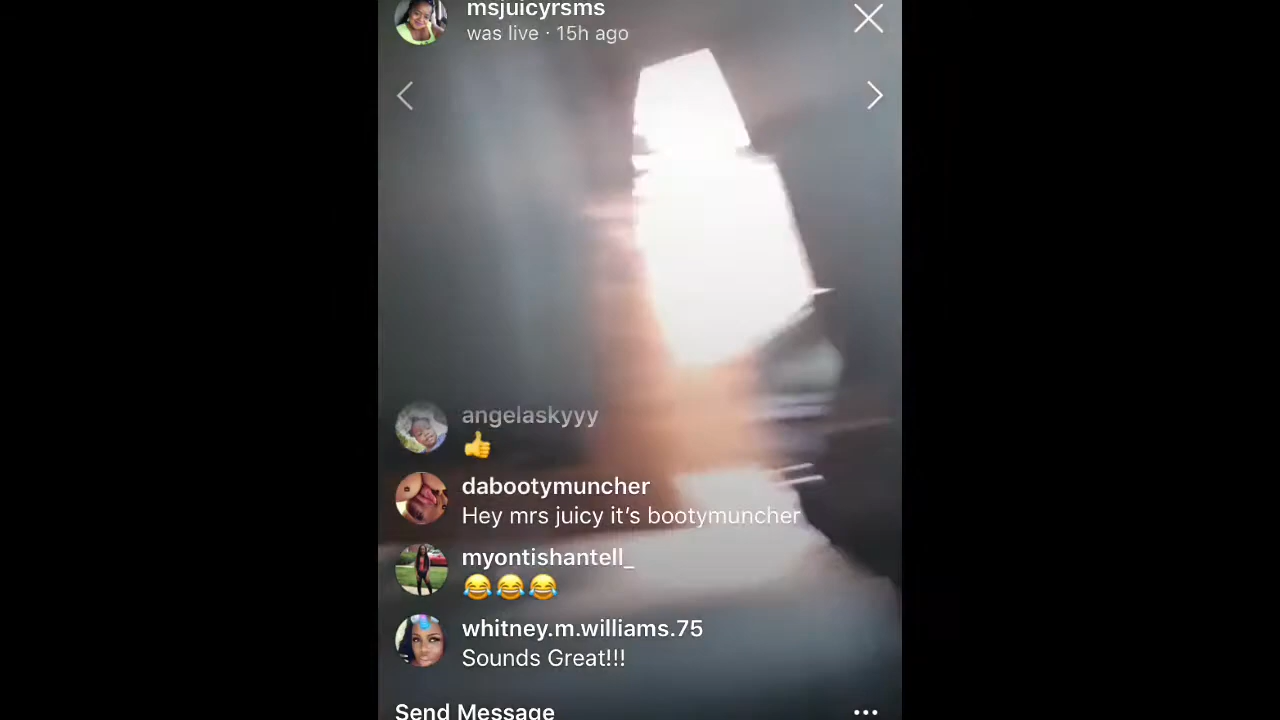 msjuicyrsms
was live · 15h ago
angelaskyyy
👍
dabootymuncher
Hey mrs juicy it’s bootymuncher
myontishantell_
😂😂😂
whitney.m.williams.75
Sounds Great!!!
Send Message